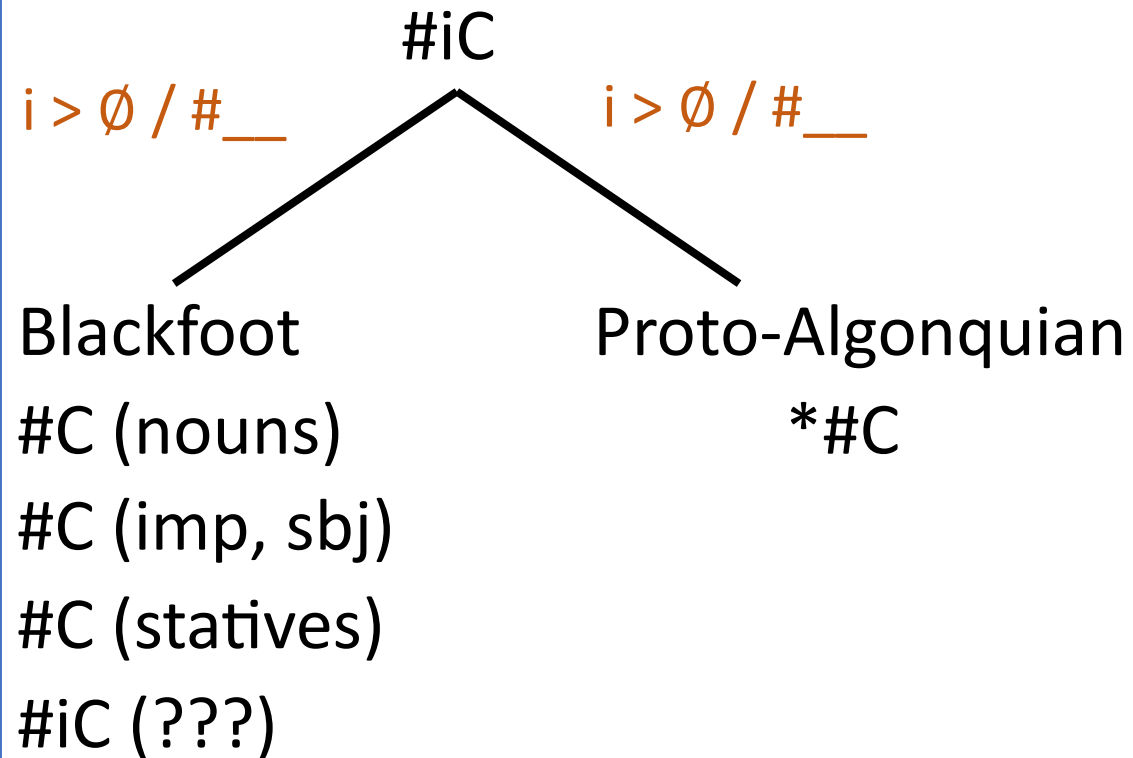 #iC
i > Ø / #__ i > Ø / #__
Blackfoot Proto-Algonquian
#C (nouns) *#C
#C (imp, sbj)
#C (statives)
#iC (???)